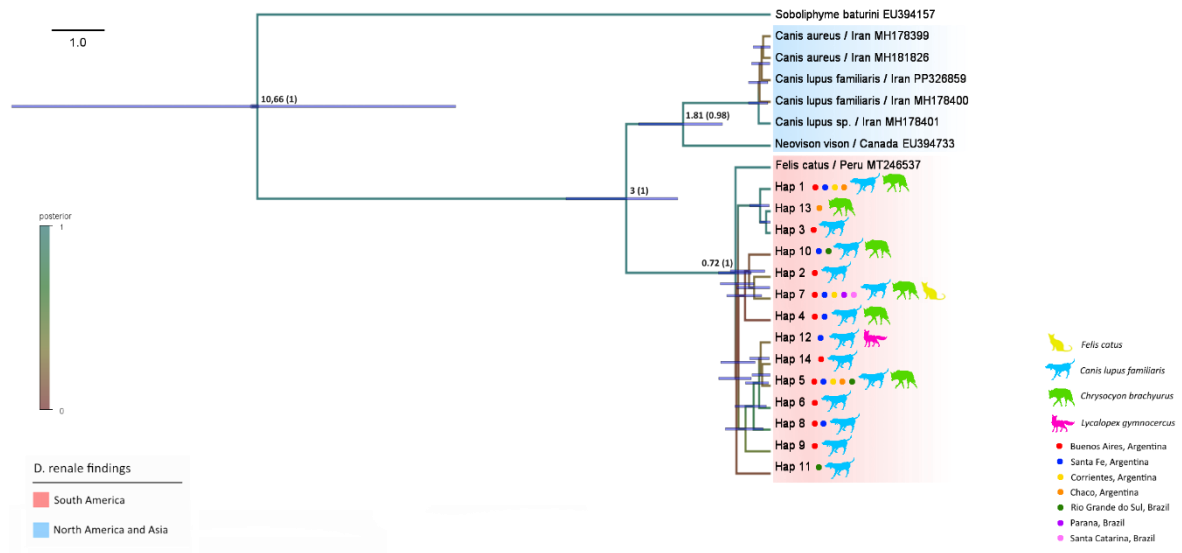 Soboliphyme baturini EU394157
1.0
Canis aureus / Iran MH178399
Canis aureus / Iran MH181826
Canis lupus familiaris / Iran PP326859
Canis lupus familiaris / Iran MH178400
Canis lupus sp. / Iran MH178401
Neovison vison / Canada EU394733
10,66 (1)
1.81 (0.98)
3 (1)
0.72 (1)
Felis catus / Peru MT246537
Hap 1
Hap 13
Hap 3
Hap 10
Hap 2
Hap 7
Hap 4
Hap 12
Hap 14
Hap 5
Hap 6
Hap 8
Hap 9
Hap 11
posterior
1
0
D. renale findings
South America
North America and Asia
Felis catus
Canis lupus familiaris
Chrysocyon brachyurus
Lycalopex gymnocercus
Buenos Aires, Argentina
Santa Fe, Argentina
Corrientes, Argentina
Chaco, Argentina
Rio Grande do Sul, Brazil
Parana, Brazil
Santa Catarina, Brazil